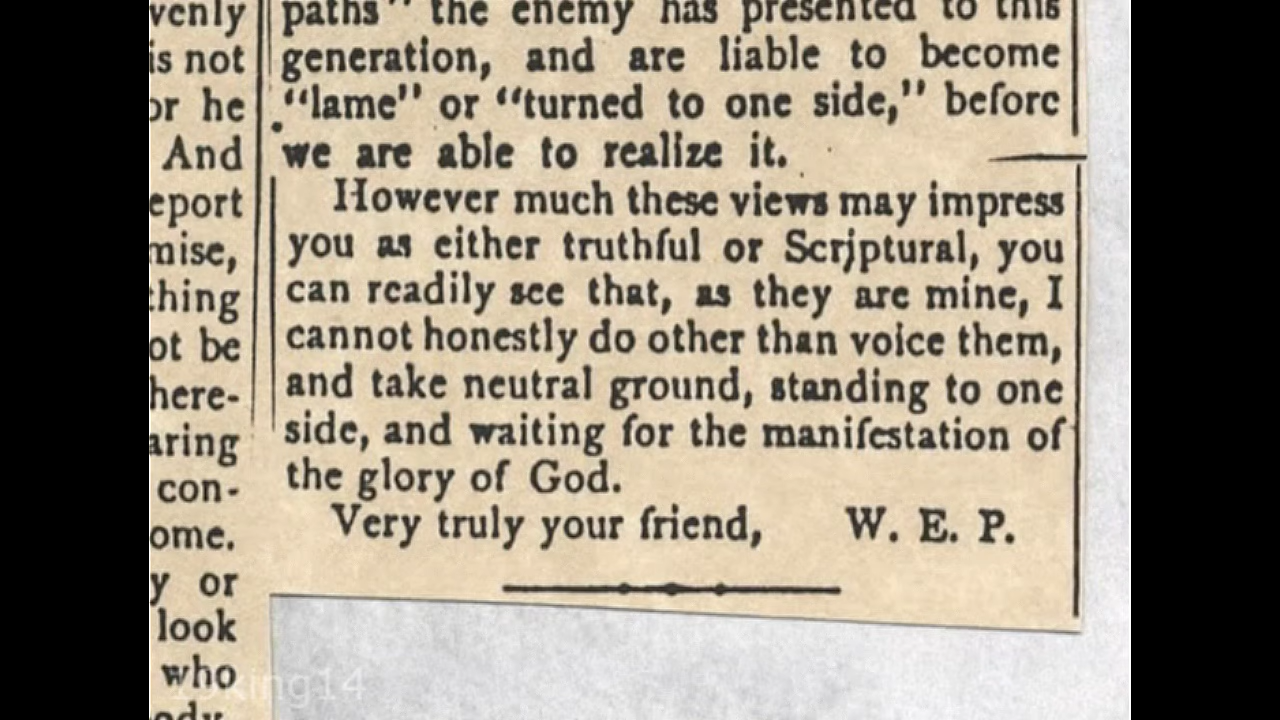 venly
is not
or he
And
eport
mise,
thing
ot be
here-
aring
con-
ome.
y or
look
who
ody
paths" the enemy has presented to this
generation, and are liable to become
"lame" or "turned to one side," before
we are able to realize it.
However much these views may impress
you as either truthful or Scrjptural, you
can readily see that, as they are mine, I
cannot honestly do other than voice them,
and take neutral ground, standing to one
side, and waiting for the manifestation of
the glory of God.
Very truly your friend, W. E. P.